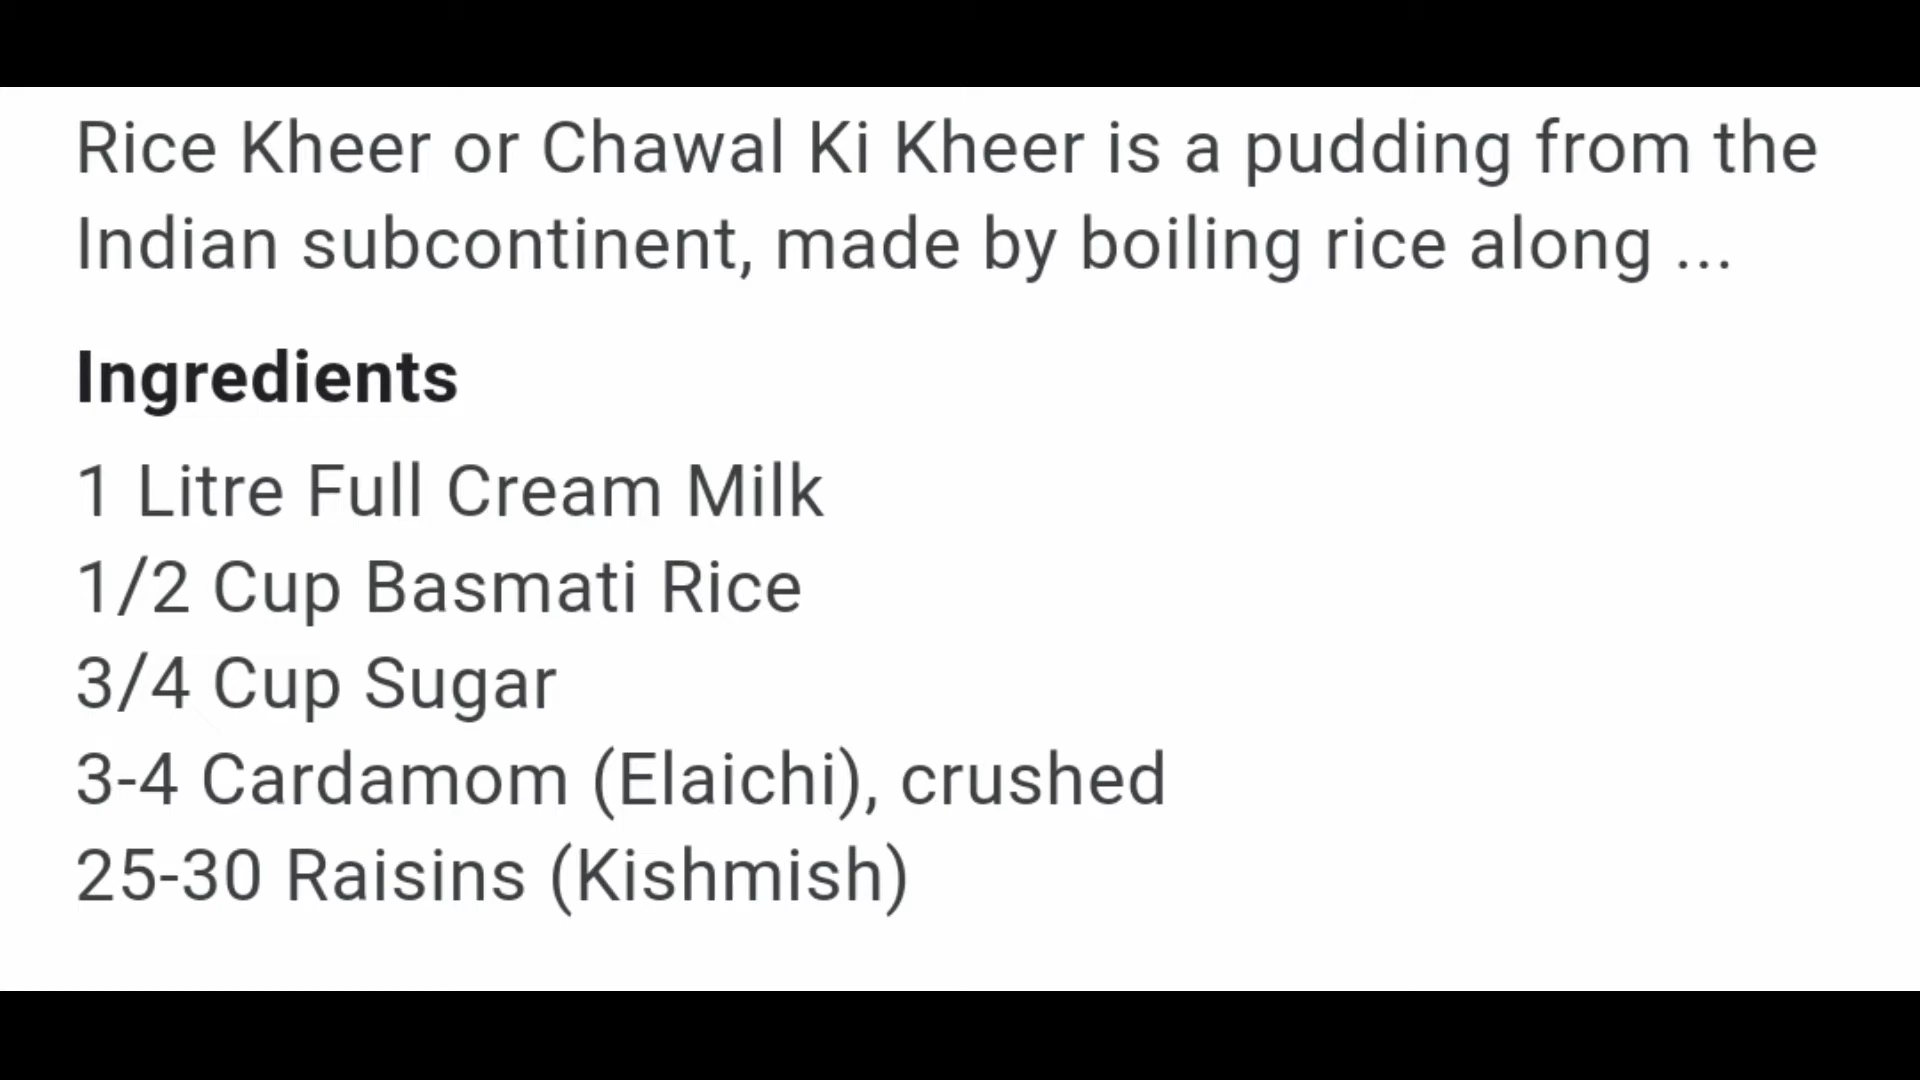 Rice Kheer or Chawal Ki Kheer is a pudding from the
Indian subcontinent, made by boiling rice along ...
Ingredients
1 Litre Full Cream Milk
1/2 Cup Basmati Rice
3/4 Cup Sugar
3-4 Cardamom (Elaichi), crushed
25-30 Raisins (Kishmish)